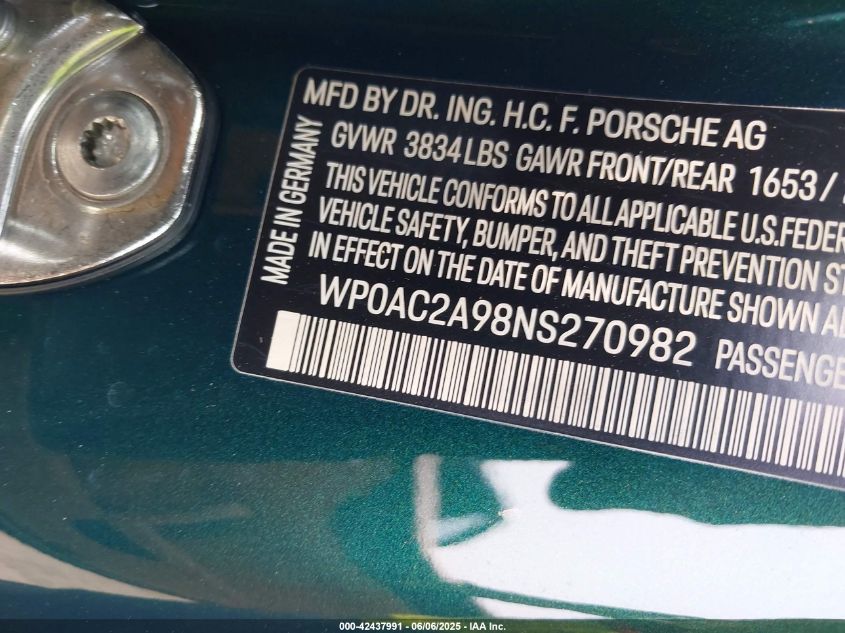 MFD BY DR. ING. H.C. F. PORSCHE AG
GVWR 3834 LBS GAWR FRONT/REAR 1653 /
THIS VEHICLE CONFORMS TO ALL APPLICABLE U.S.FEDER
VEHICLE SAFETY, BUMPER, AND THEFT PREVENTION ST
IN EFFECT ON THE DATE OF MANUFACTURE SHOWN A
WP0AC2A98NS270982 PASSENGE
MADE IN GERMANY
000-42437991 - 06/06/2025 - IAA Inc.